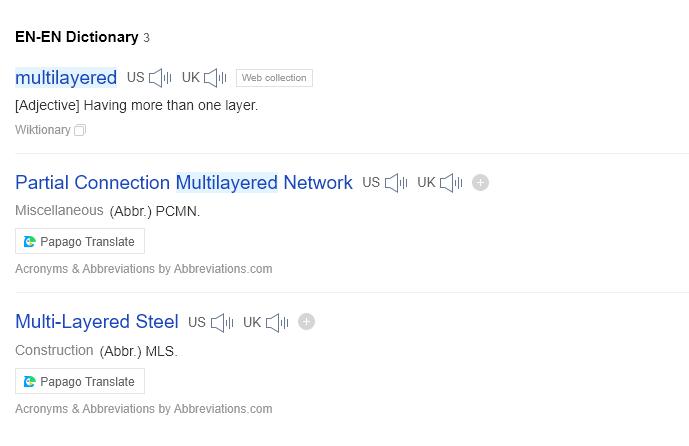 EN-EN Dictionary 3
multilayered US UK Web collection
[Adjective] Having more than one layer.
Wiktionary
Partial Connection Multilayered Network US UK
Miscellaneous (Abbr.) PCMN.
Papago Translate
Acronyms & Abbreviations by Abbreviations.com
Multi-Layered Steel US UK
Construction (Abbr.) MLS.
Papago Translate
Acronyms & Abbreviations by Abbreviations.com